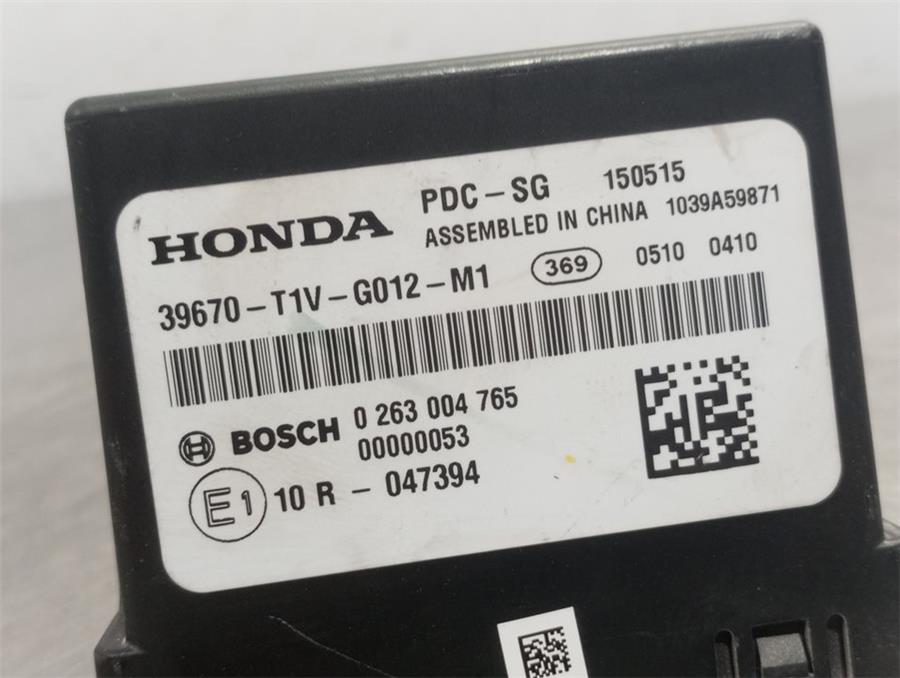 HONDA PDC-SG 150515
ASSEMBLED IN CHINA 1039A59871
39670-T1V-G012-M1 369 0510 0410
BOSCH 0 263 004 765
00000053
E1 10 R - 047394